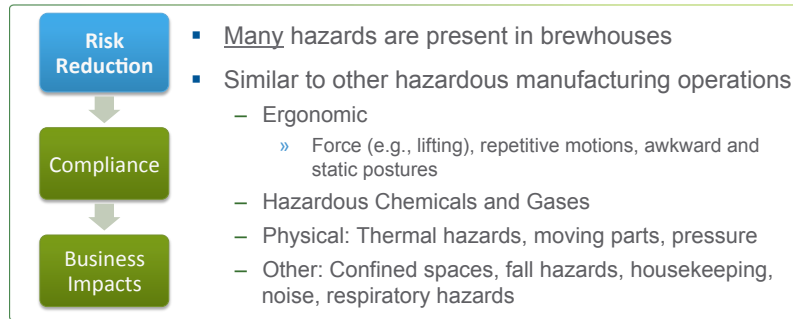 Risk
Reduction
Compliance
Business
Impacts
▪ Many hazards are present in brewhouses
▪ Similar to other hazardous manufacturing operations
– Ergonomic
» Force (e.g., lifting), repetitive motions, awkward and
static postures
– Hazardous Chemicals and Gases
– Physical: Thermal hazards, moving parts, pressure
– Other: Confined spaces, fall hazards, housekeeping,
noise, respiratory hazards